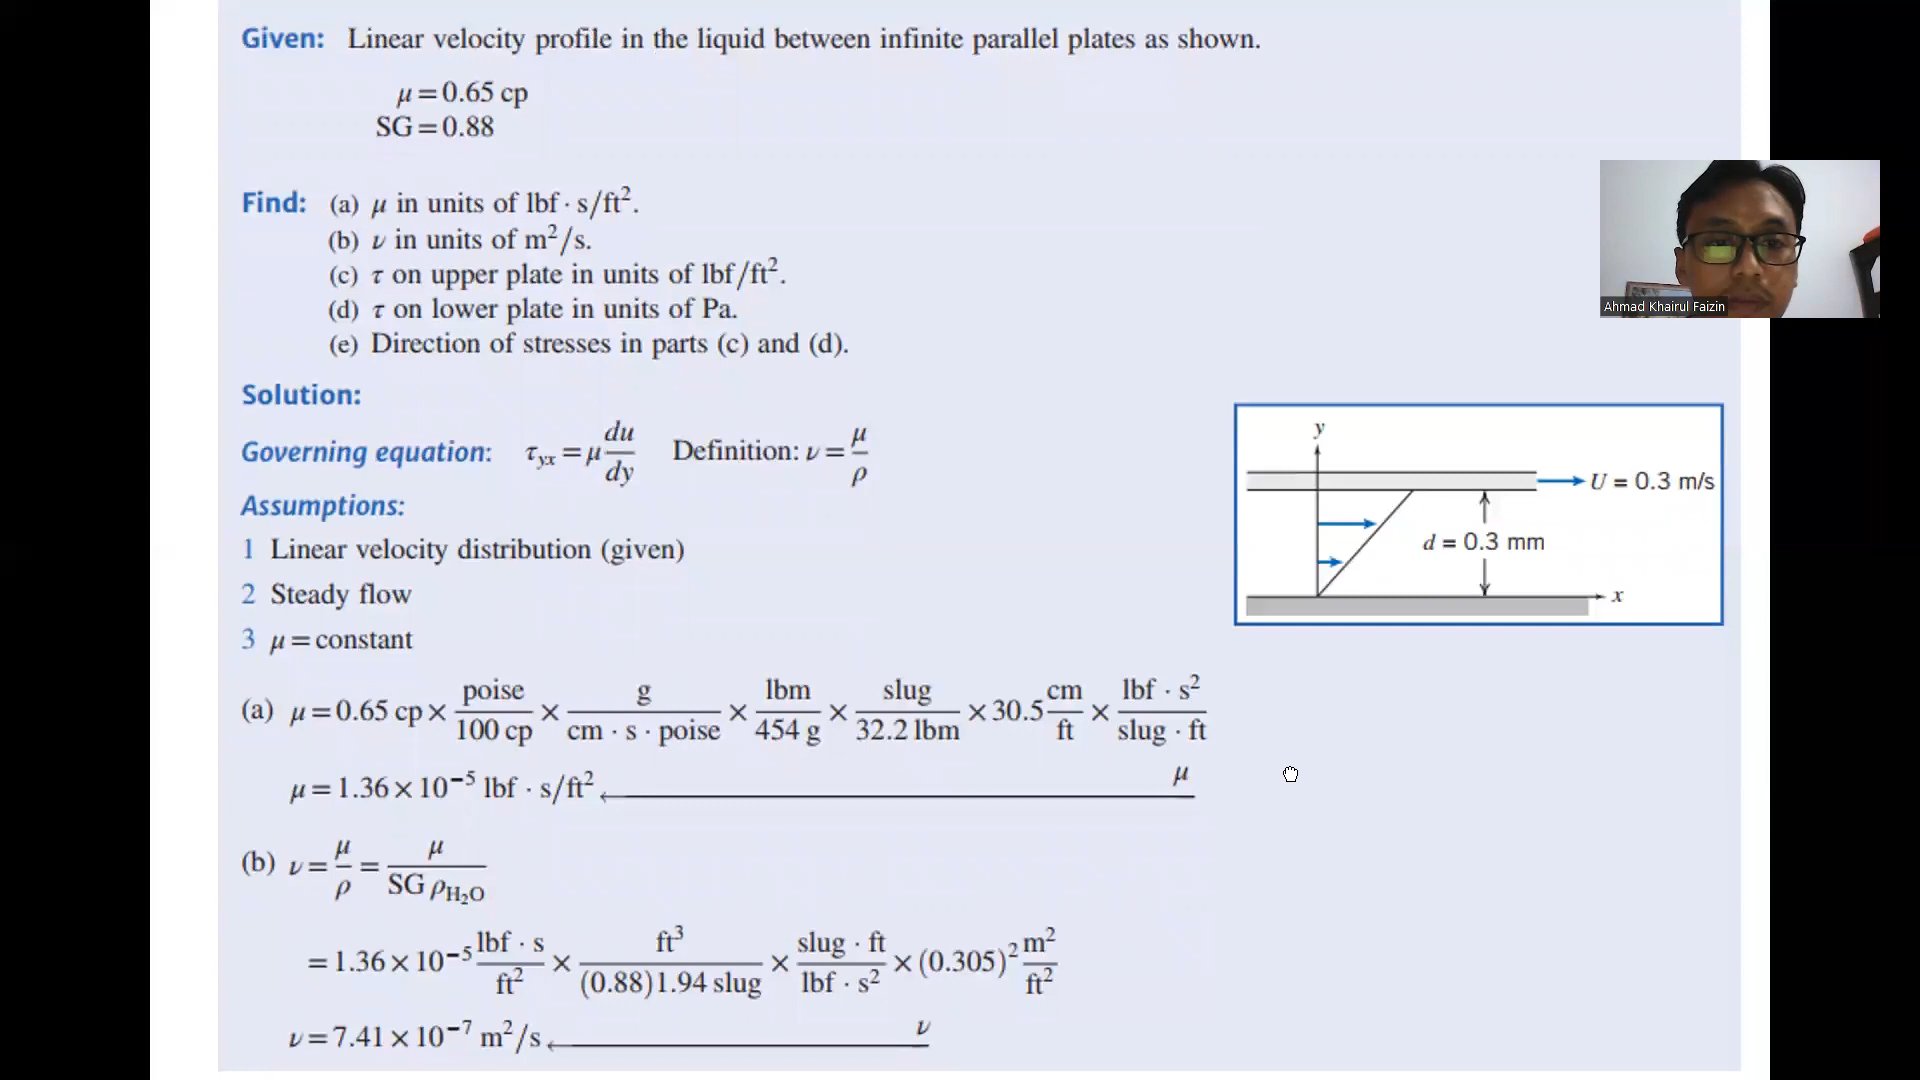 Given: Linear velocity profile in the liquid between infinite parallel plates as shown.
μ = 0.65 cp
SG = 0.88
Find: (a) μ in units of lbf · s/ft².
(b) ν in units of m²/s.
(c) τ on upper plate in units of lbf/ft².
(d) τ on lower plate in units of Pa.
(e) Direction of stresses in parts (c) and (d).
Ahmad Khairul Faizin
Solution:
Governing equation: τyx = μ du/dy Definition: ν = μ/ρ
Assumptions:
1 Linear velocity distribution (given)
2 Steady flow
3 μ = constant
y
U = 0.3 m/s
d = 0.3 mm
x
(a) μ = 0.65 cp × poise/100 cp × g/cm · s · poise × lbm/454 g × slug/32.2 lbm × 30.5 cm/ft × lbf · s²/slug · ft
μ = 1.36 × 10⁻⁵ lbf · s/ft² ← μ
(b) ν = μ/ρ = μ/SG ρH₂O
= 1.36 × 10⁻⁵ lbf · s/ft² × ft³/(0.88)1.94 slug × slug · ft/lbf · s² × (0.305)² m²/ft²
ν = 7.41 × 10⁻⁷ m²/s ← ν